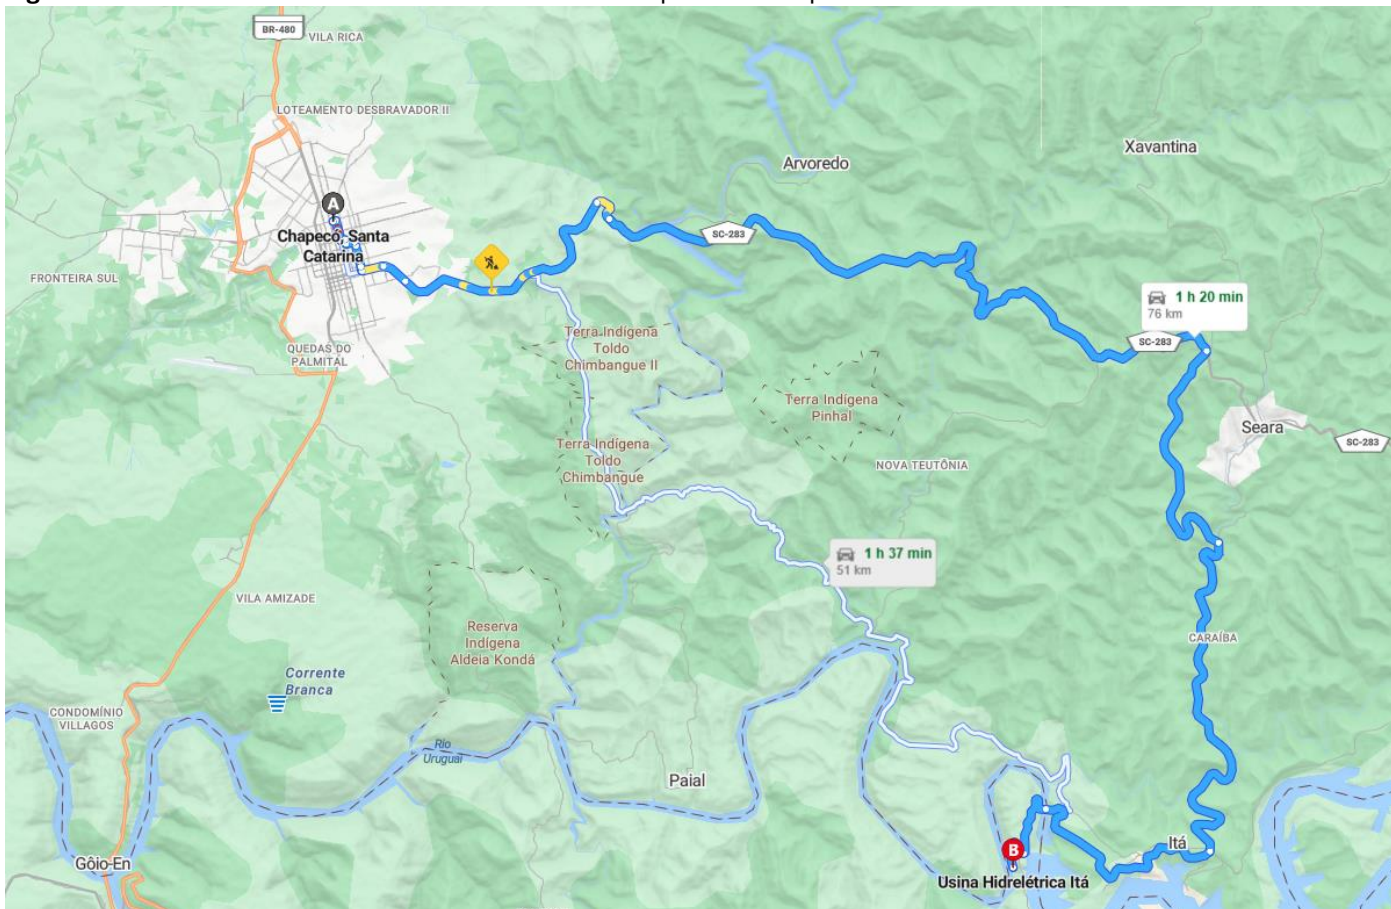 BR-480
VILA RICA
LOTEAMENTO DESBRAVADOR II
Xavantina
Arvoredo
A
Chapecó, Santa
Catarina
SC-283
FRONTEIRA SUL
1 h 20 min
76 km
Terra Indígena
Toldo
Chimbangue II
SC-283
QUEDAS DO
PALMITAL
Terra Indígena
Pinhal
Seara
SC-283
Terra Indígena
Toldo
Chimbangue
NOVA TEUTÔNIA
1 h 37 min
51 km
VILA AMIZADE
Reserva
Indígena
Aldeia Kondá
CARAÍBA
Corrente
Branca
CONDOMÍNIO
VILLAGOS
Rio
Uruguai
Paial
Itá
B
Gôio-En
Usina Hidrelétrica Itá